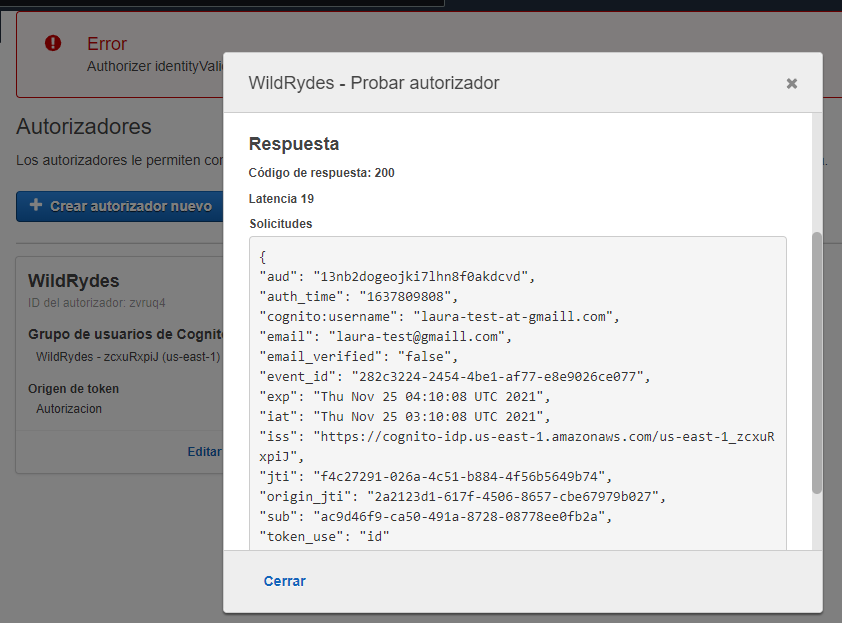 Error
Authorizer
WildRydes - Probar autorizador
Autorizadores
Los autorizadores le permiten
Crear autorizador nuevo
WildRydes
ID del autorizador: zvruq4
Grupo de usuarios de
WildRydes - zcxuRxpiJ (us-east-1)
Origen de token
Autorizacion
Editar
Respuesta
Código de respuesta: 200
Latencia 19
Solicitudes
{
"aud": "13nb2dogeojki7lhn8f0akdcvd",
"auth_time": "1637809808",
"cognito:username": "laura-test-at-gmaill.com",
"email": "laura-test@gmaill.com",
"email_verified": "false",
"event_id": "282c3224-2454-4be1-af77-e8e9026ce077",
"exp": "Thu Nov 25 04:10:08 UTC 2021",
"iat": "Thu Nov 25 03:10:08 UTC 2021",
"iss": "https://cognito-idp.us-east-1.amazonaws.com/us-east-1_zcxuR
xpiJ",
"jti": "f4c27291-026a-4c51-b884-4f56b5649b74",
"origin_jti": "2a2123d1-617f-4506-8657-cbe67979b027",
"sub": "ac9d46f9-ca50-491a-8728-08778ee0fb2a",
"token_use": "id"
Cerrar